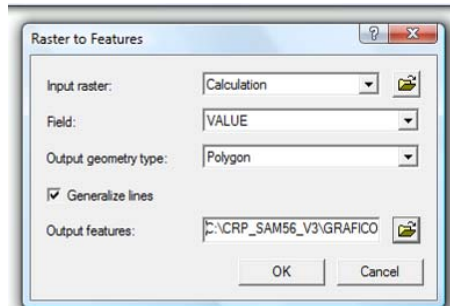 Raster to Features
Input raster: Calculation
Field: VALUE
Output geometry type: Polygon
Generalize lines
Output features: C:\CRP_SAM56_V3\GRAFICO
OK Cancel